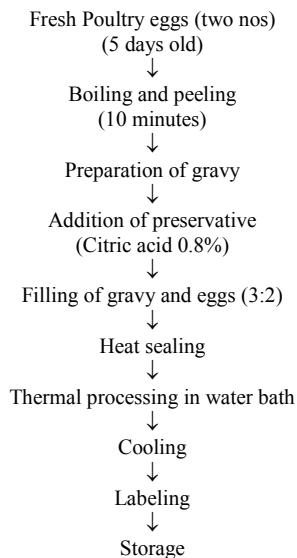 Fresh Poultry eggs (two nos)
(5 days old)
↓
Boiling and peeling
(10 minutes)
↓
Preparation of gravy
↓
Addition of preservative
(Citric acid 0.8%)
↓
Filling of gravy and eggs (3:2)
↓
Heat sealing
↓
Thermal processing in water bath
↓
Cooling
↓
Labeling
↓
Storage